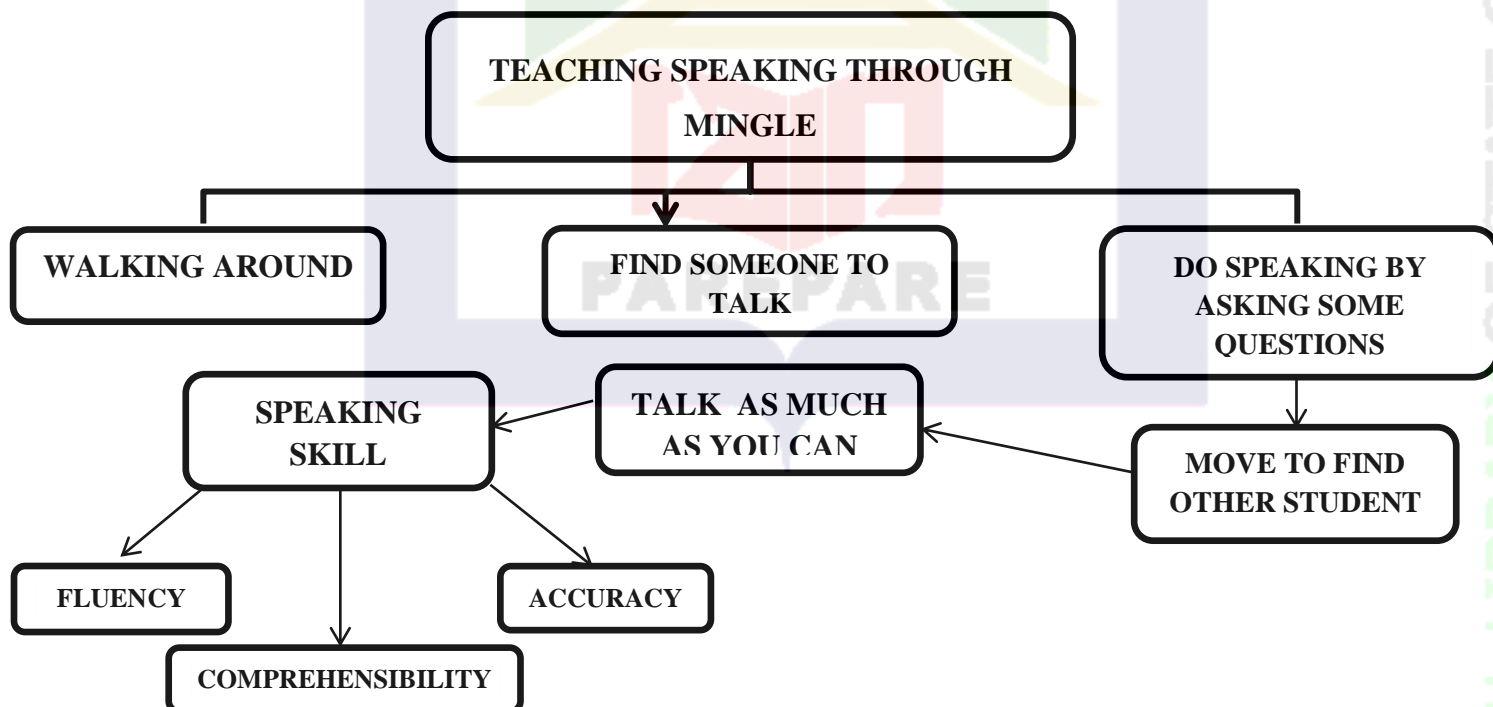 TEACHING SPEAKING THROUGH
MINGLE
WALKING AROUND
FIND SOMEONE TO
TALK
DO SPEAKING BY
ASKING SOME
QUESTIONS
SPEAKING
SKILL
TALK AS MUCH
AS YOU CAN
MOVE TO FIND
OTHER STUDENT
FLUENCY
ACCURACY
COMPREHENSIBILITY
PAREPARE